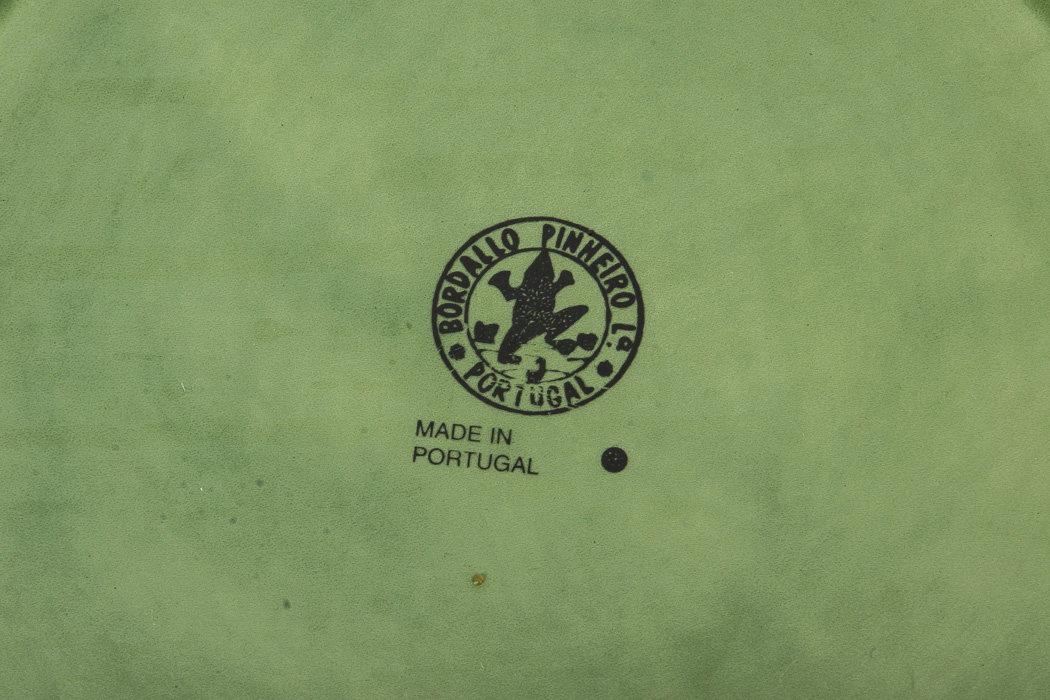 BORDALLO PINHEIRO Lª.
PORTUGAL
MADE IN
PORTUGAL